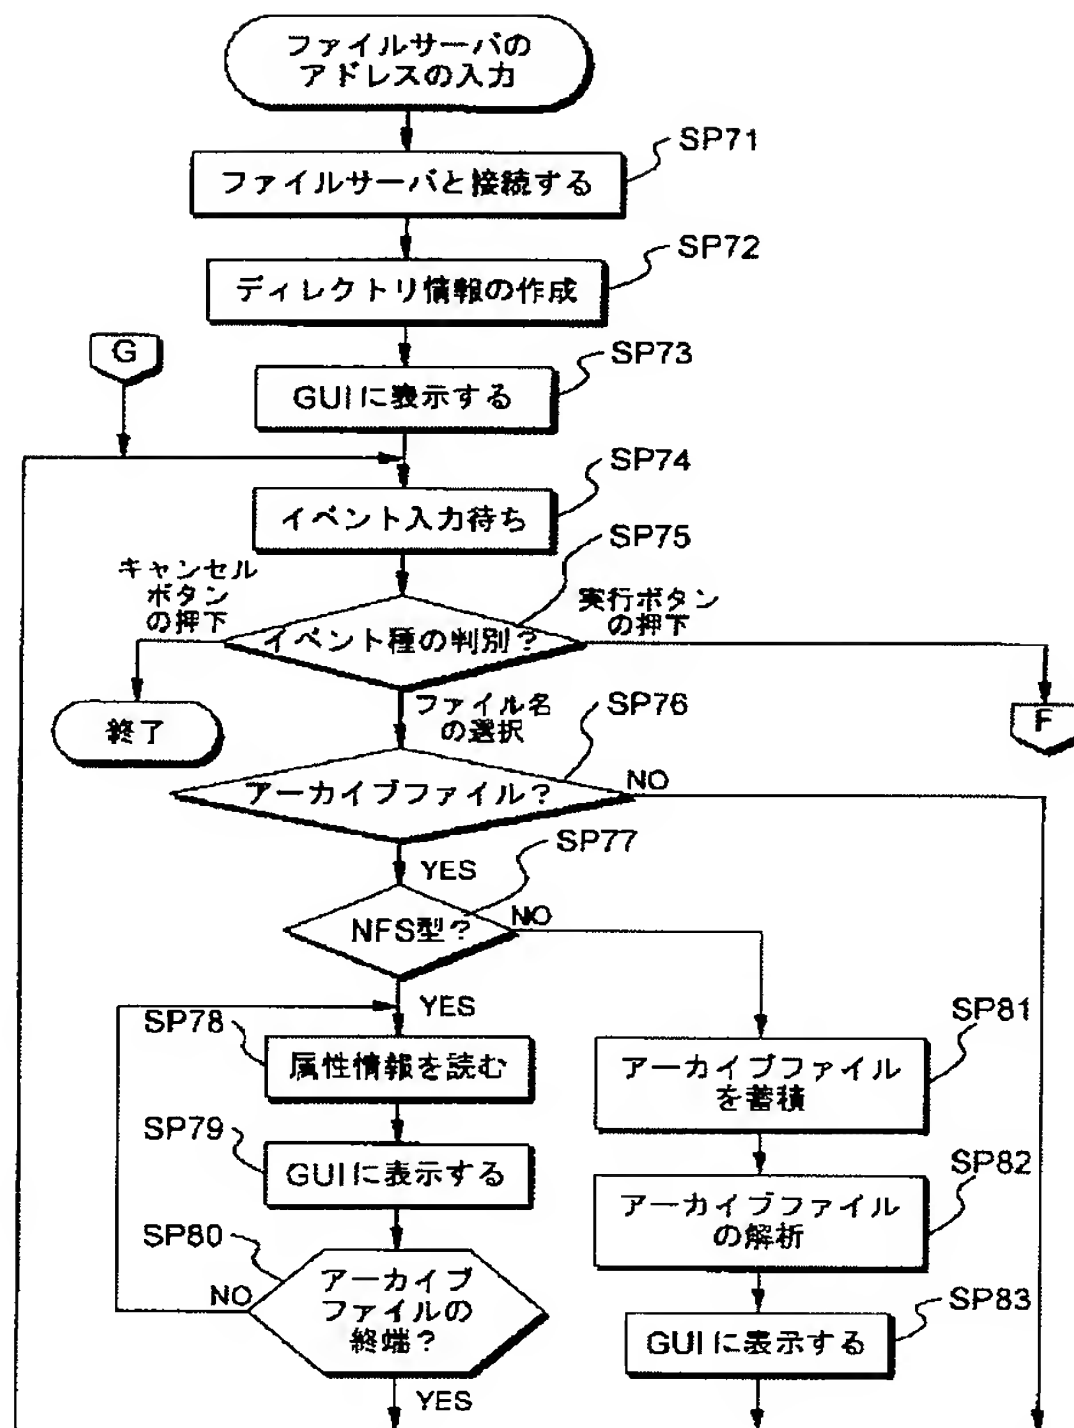 ファイルサーバの
アドレスの入力
SP71
ファイルサーバと接続する
SP72
ディレクトリ情報の作成
G
SP73
GUIに表示する
SP74
イベント入力待ち
SP75
キャンセル
ボタン
の押下
実行ボタン
の押下
イベント種の判別?
終了
ファイル名
の選択
SP76
F
アーカイブファイル?
NO
SP77
YES
NFS型?
NO
YES
SP78
属性情報を読む
SP81
アーカイブファイル
を蓄積
SP79
GUIに表示する
SP82
アーカイブファイル
の解析
SP80
アーカイブ
ファイルの
終端?
NO
SP83
GUIに表示する
YES